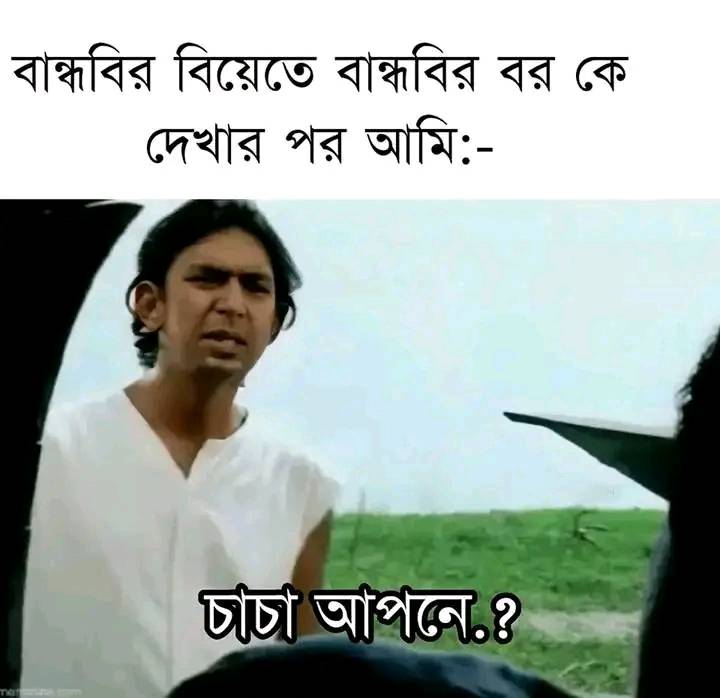 বান্ধবির বিয়েতে বান্ধবির বর কে
দেখার পর আমি:-
চাচা আপনে.?